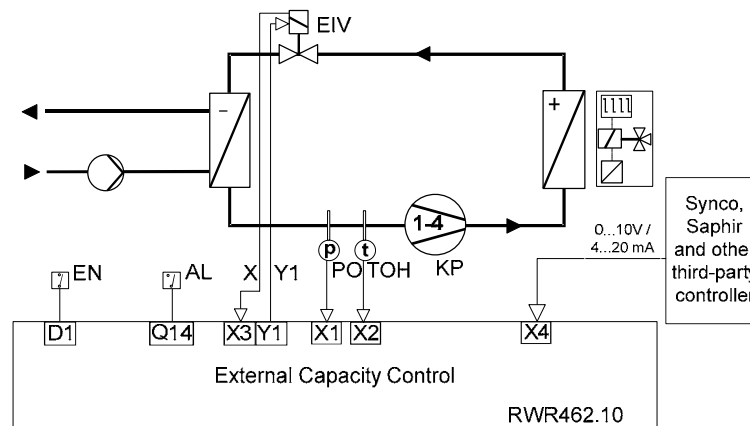 EIV
-
+
1-4
0...10V /
4...20 mA
Synco,
Saphir
and othe
third-party
controller
p
t
PO TOH
KP
EN
AL
X
Y1
D1
Q14
X3
Y1
X1
X2
X4
External Capacity Control
RWR462.10